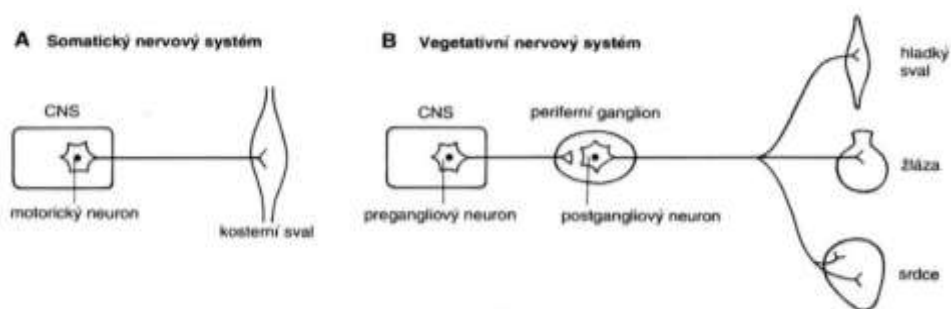 A Somatický nervový systém
CNS
motorický neuron
kosterní sval
B Vegetativní nervový systém
CNS
periferní ganglion
pregangliový neuron
postgangliový neuron
hladký
sval
žláza
srdce